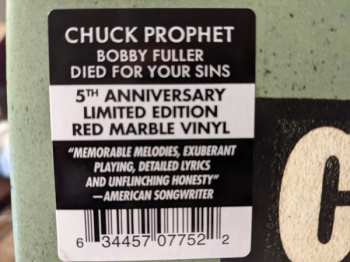 CHUCK PROPHET
BOBBY FULLER
DIED FOR YOUR SINS
5TH ANNIVERSARY
LIMITED EDITION
RED MARBLE VINYL
"MEMORABLE MELODIES, EXUBERANT
PLAYING, DETAILED LYRICS
AND UNFLINCHING HONESTY"
—AMERICAN SONGWRITER
6 34457 07752 2
C